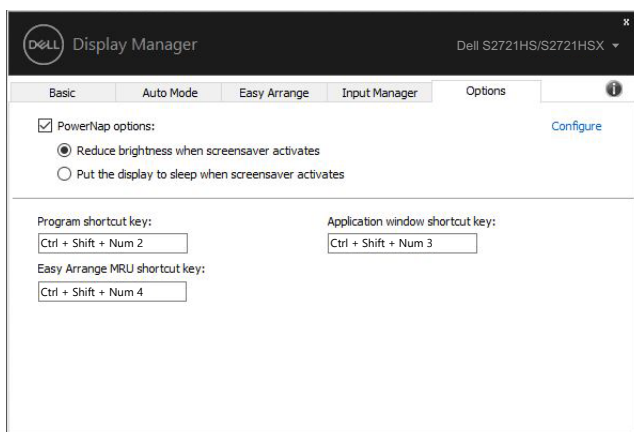 x
DELL Display Manager Dell S2721HS/S2721HSX
Basic Auto Mode Easy Arrange Input Manager Options
PowerNap options: Configure
Reduce brightness when screensaver activates
Put the display to sleep when screensaver activates
Program shortcut key: Application window shortcut key:
Ctrl + Shift + Num 2 Ctrl + Shift + Num 3
Easy Arrange MRU shortcut key:
Ctrl + Shift + Num 4